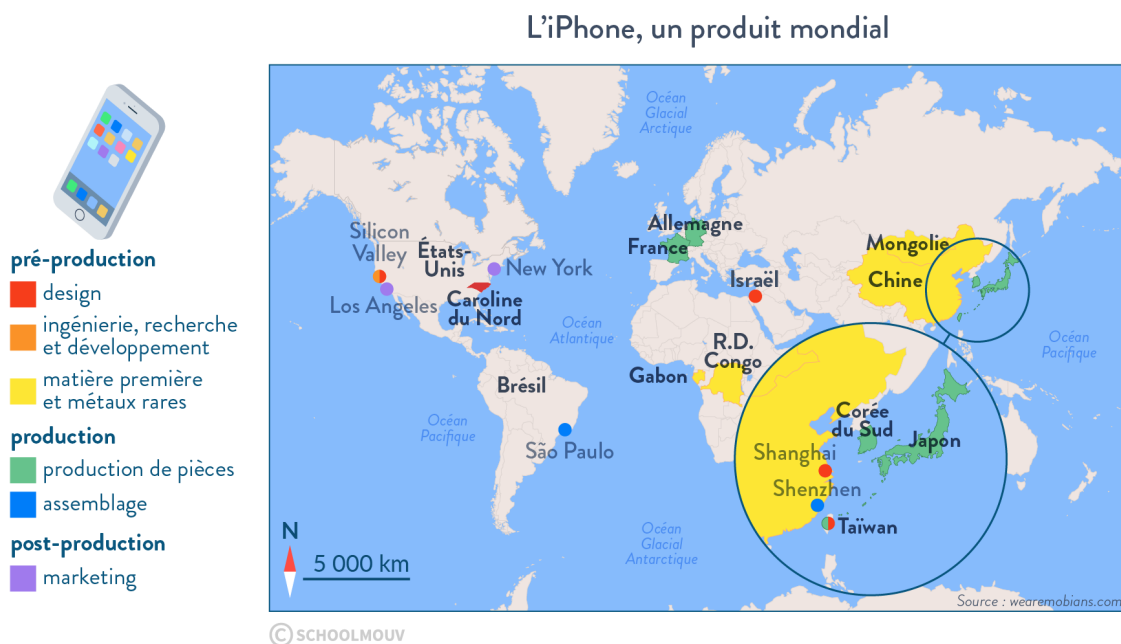 L'iPhone, un produit mondial
pré-production
design
ingénierie, recherche
et développement
matière première
et métaux rares
production
production de pièces
assemblage
post-production
marketing
Océan
Glacial
Arctique
Silicon
Valley
États-
Unis
New York
Los Angeles
Caroline
du Nord
Océan
Atlantique
Allemagne
France
Israël
Mongolie
Chine
Océan
Pacifique
R.D.
Congo
Gabon
Brésil
São Paulo
Océan
Pacifique
Corée
du Sud
Japon
Shanghai
Shenzhen
Taïwan
Océan
Glacial
Antarctique
N
5 000 km
Source : wearemobians.com
© SCHOOLMOUV